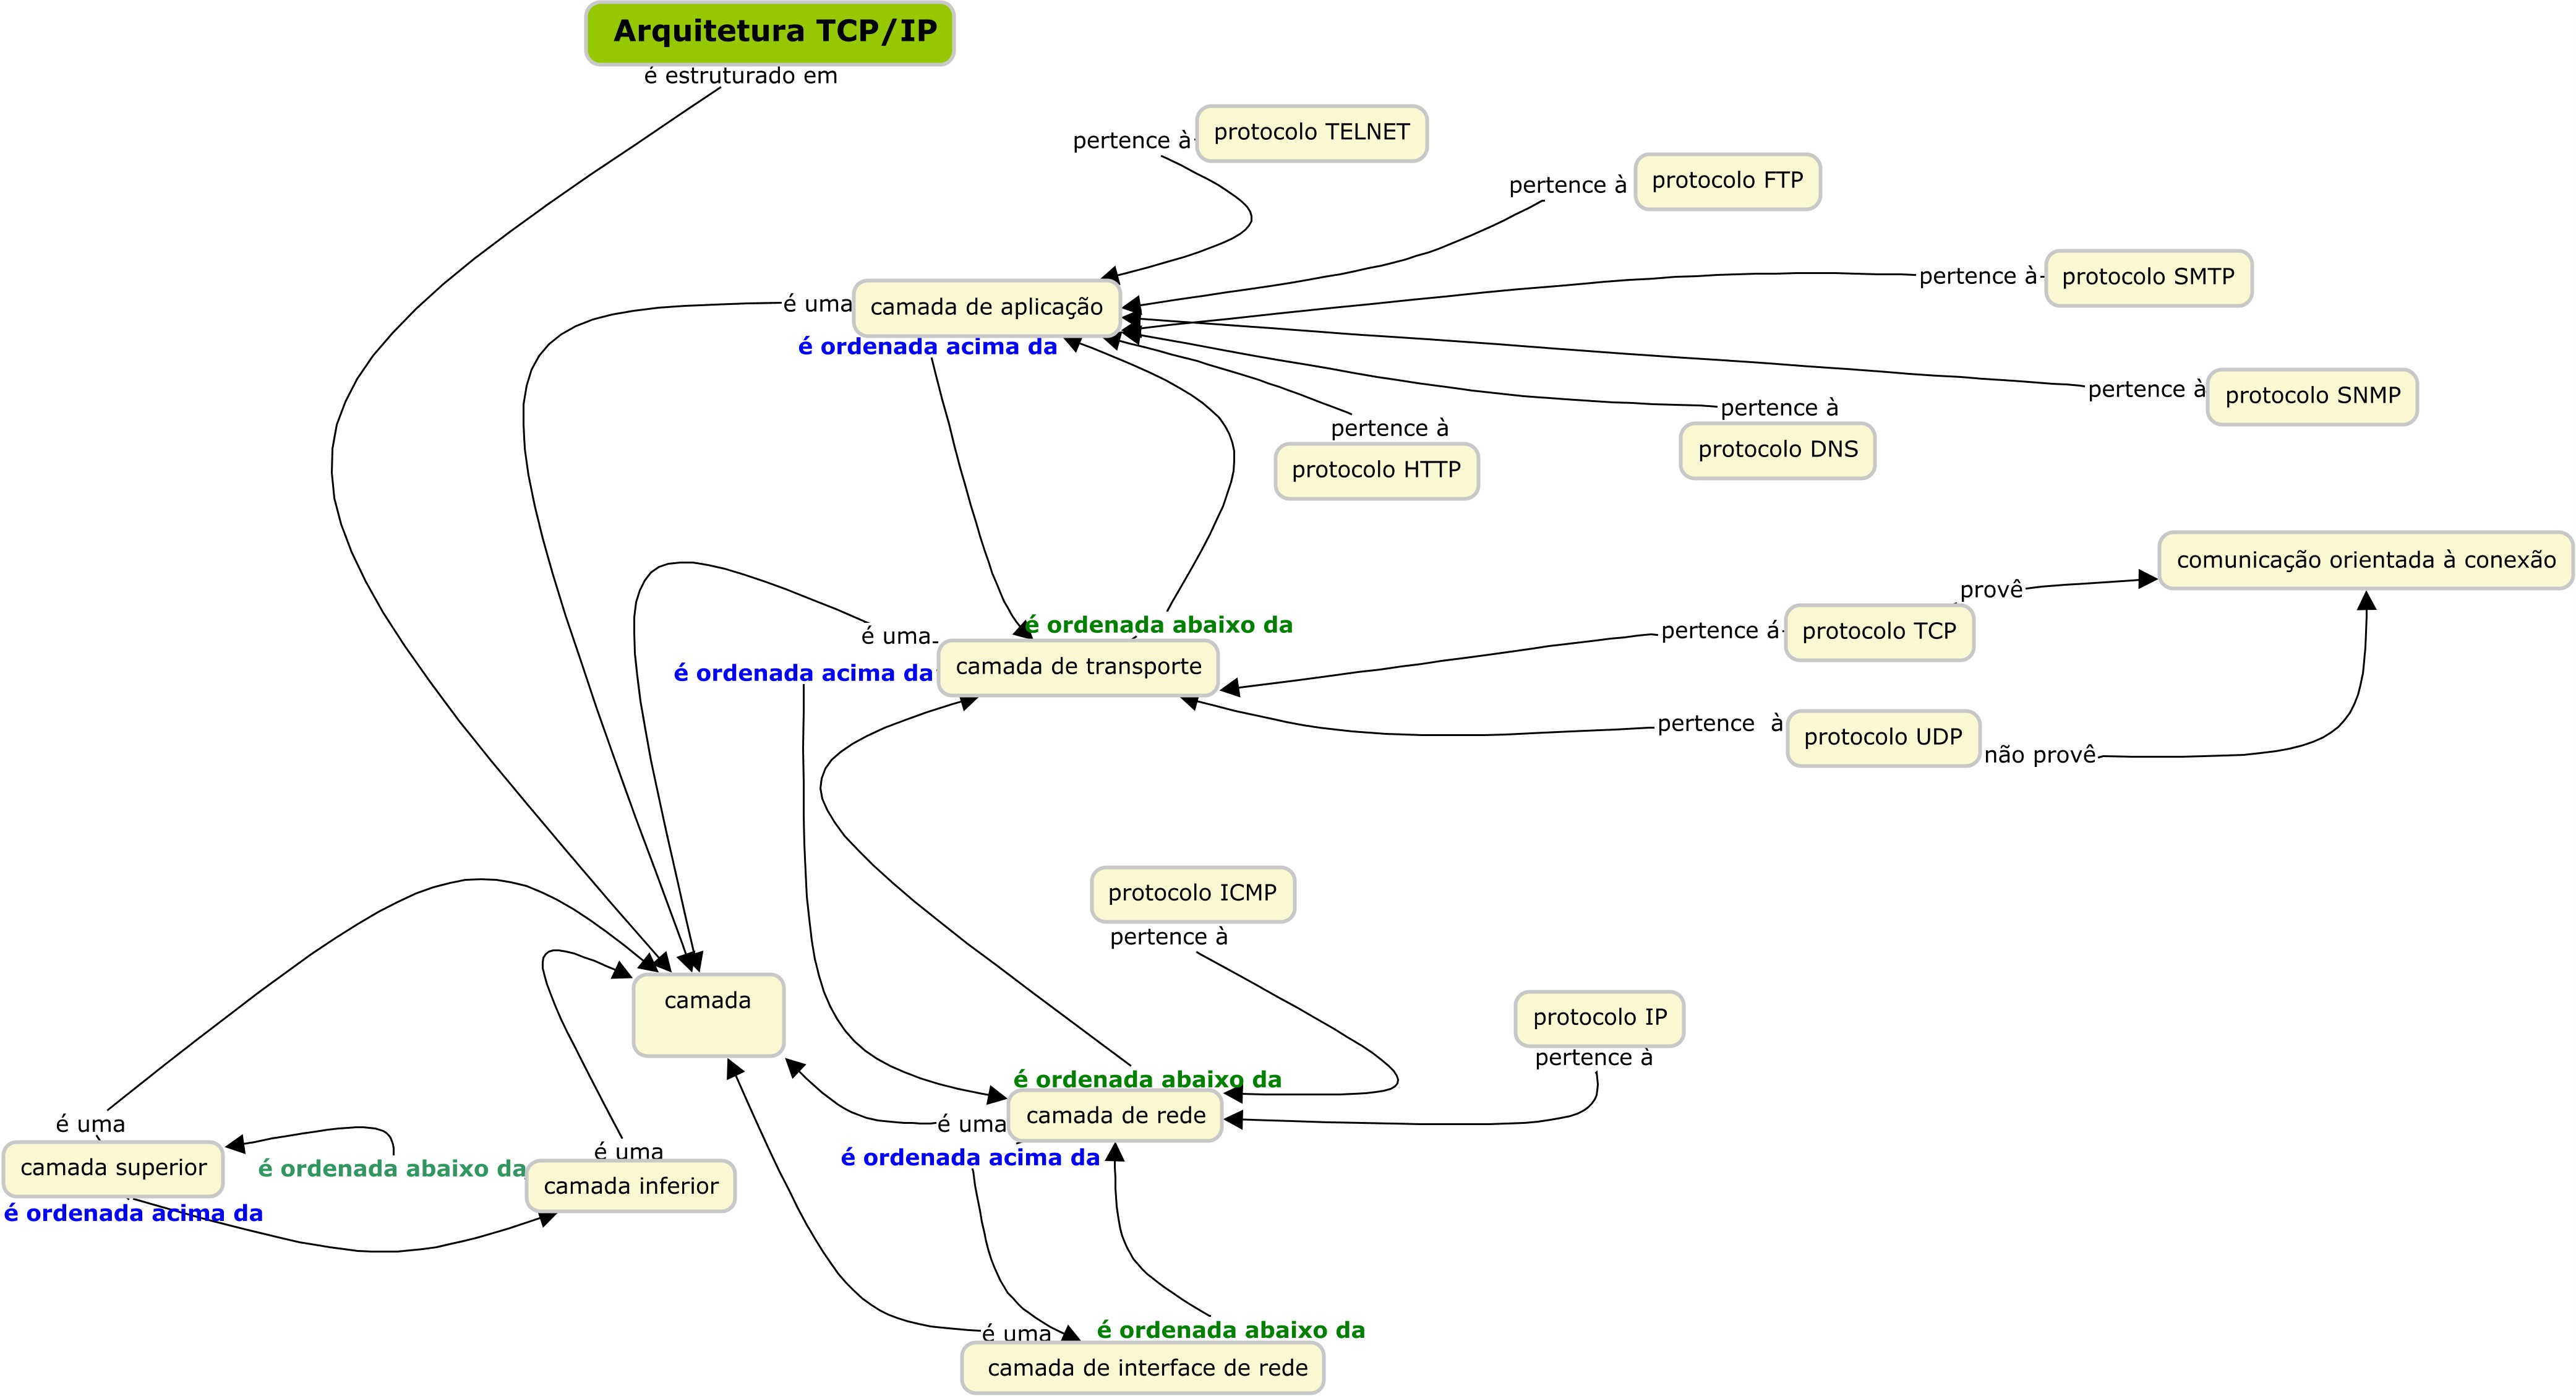 Arquitetura TCP/IP
é estruturado em
pertence à
protocolo TELNET
pertence à
protocolo FTP
pertence à
protocolo SMTP
é uma
camada de aplicação
é ordenada acima da
pertence à
protocolo SNMP
pertence à
protocolo DNS
pertence à
protocolo HTTP
comunicação orientada à conexão
provê
é ordenada abaixo da
é uma
pertence á
protocolo TCP
é ordenada acima da
camada de transporte
pertence  à
protocolo UDP
não provê
protocolo ICMP
pertence à
camada
protocolo IP
pertence à
é ordenada abaixo da
é uma
camada de rede
é ordenada acima da
é uma
camada superior
é ordenada abaixo da
é uma
camada inferior
é ordenada acima da
é uma
é ordenada abaixo da
camada de interface de rede